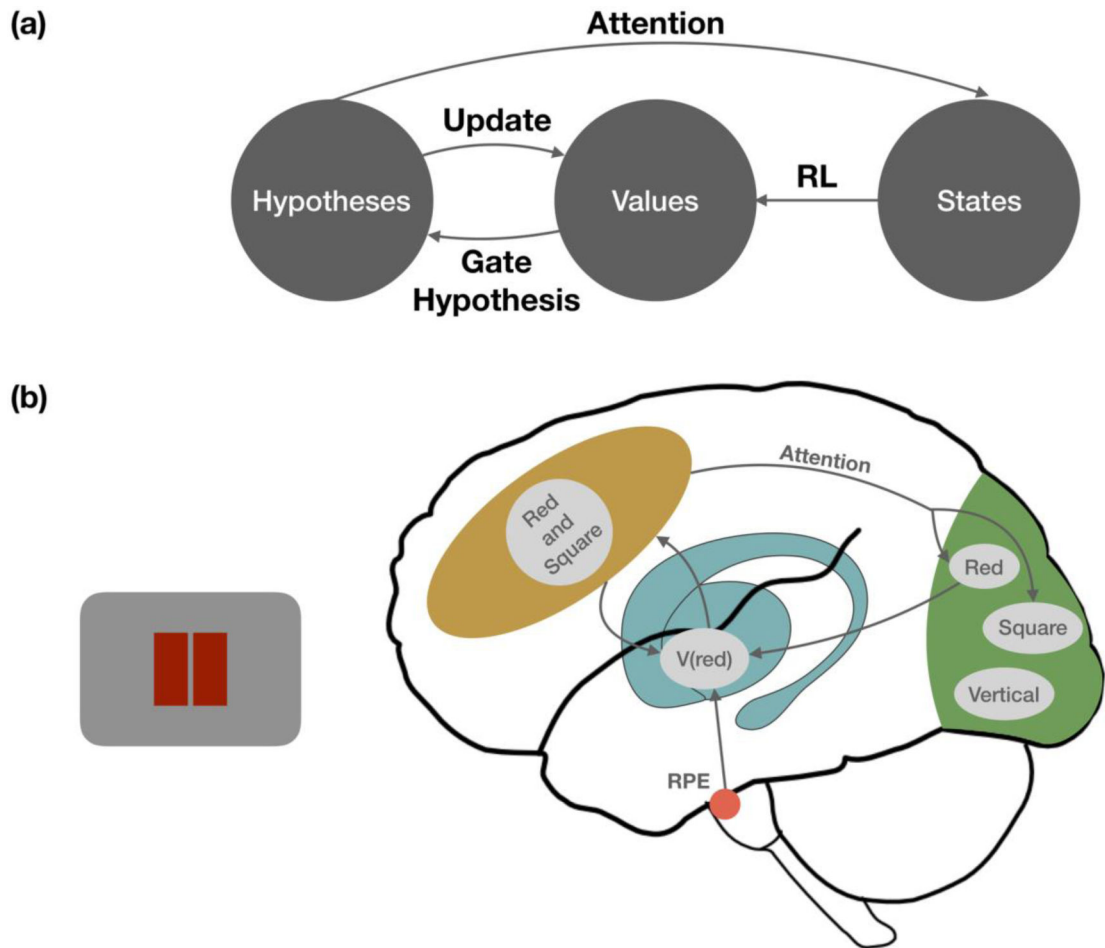 (a)
Attention
Update
Hypotheses
Values
RL
States
Gate
Hypothesis
(b)
Attention
Red
and
Square
Red
Square
V(red)
Vertical
RPE